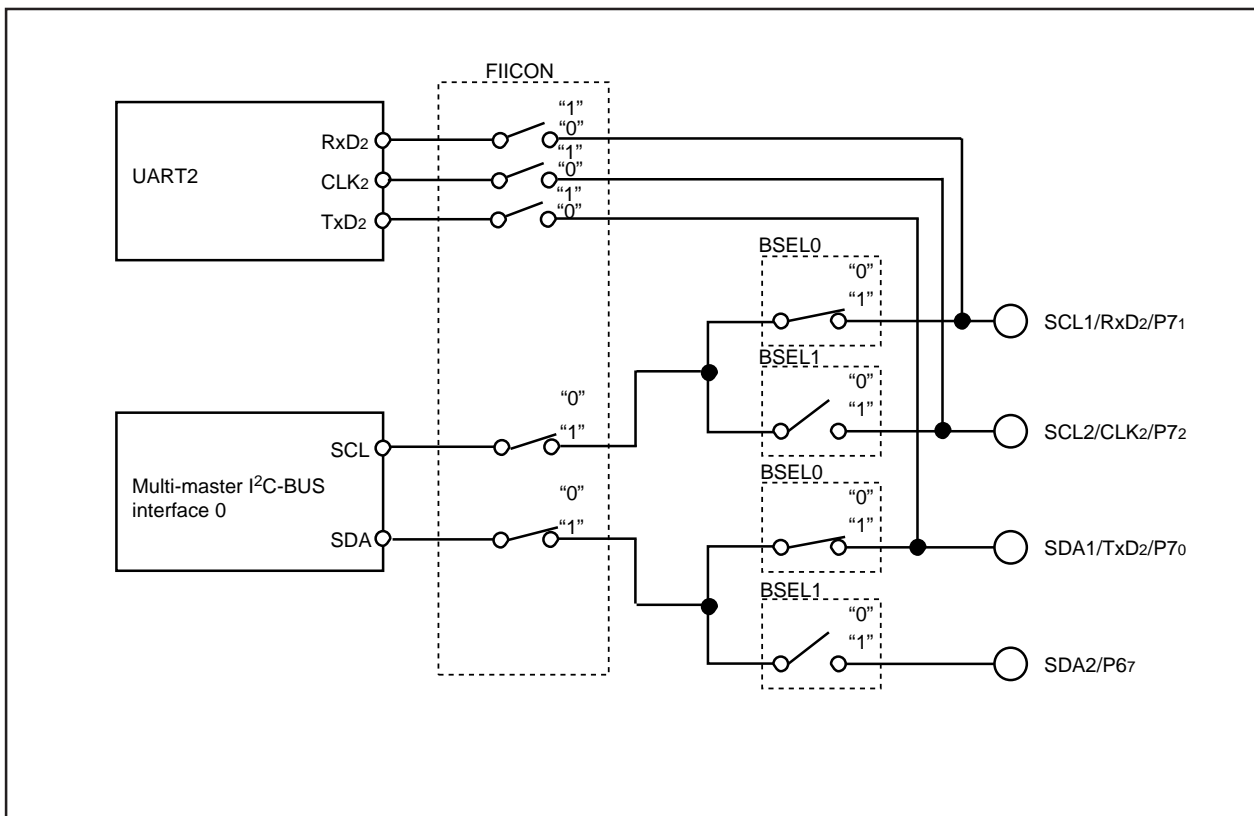 FIICON
UART2
RxD2
CLK2
TxD2
“1”
“0”
“1”
“0”
“1”
“0”
BSEL0
“0”
“1”
SCL1/RxD2/P71
BSEL1
“0”
“1”
SCL2/CLK2/P72
Multi-master I2C-BUS
interface 0
SCL
SDA
“0”
“1”
“0”
“1”
BSEL0
“0”
“1”
SDA1/TxD2/P70
BSEL1
“0”
“1”
SDA2/P67